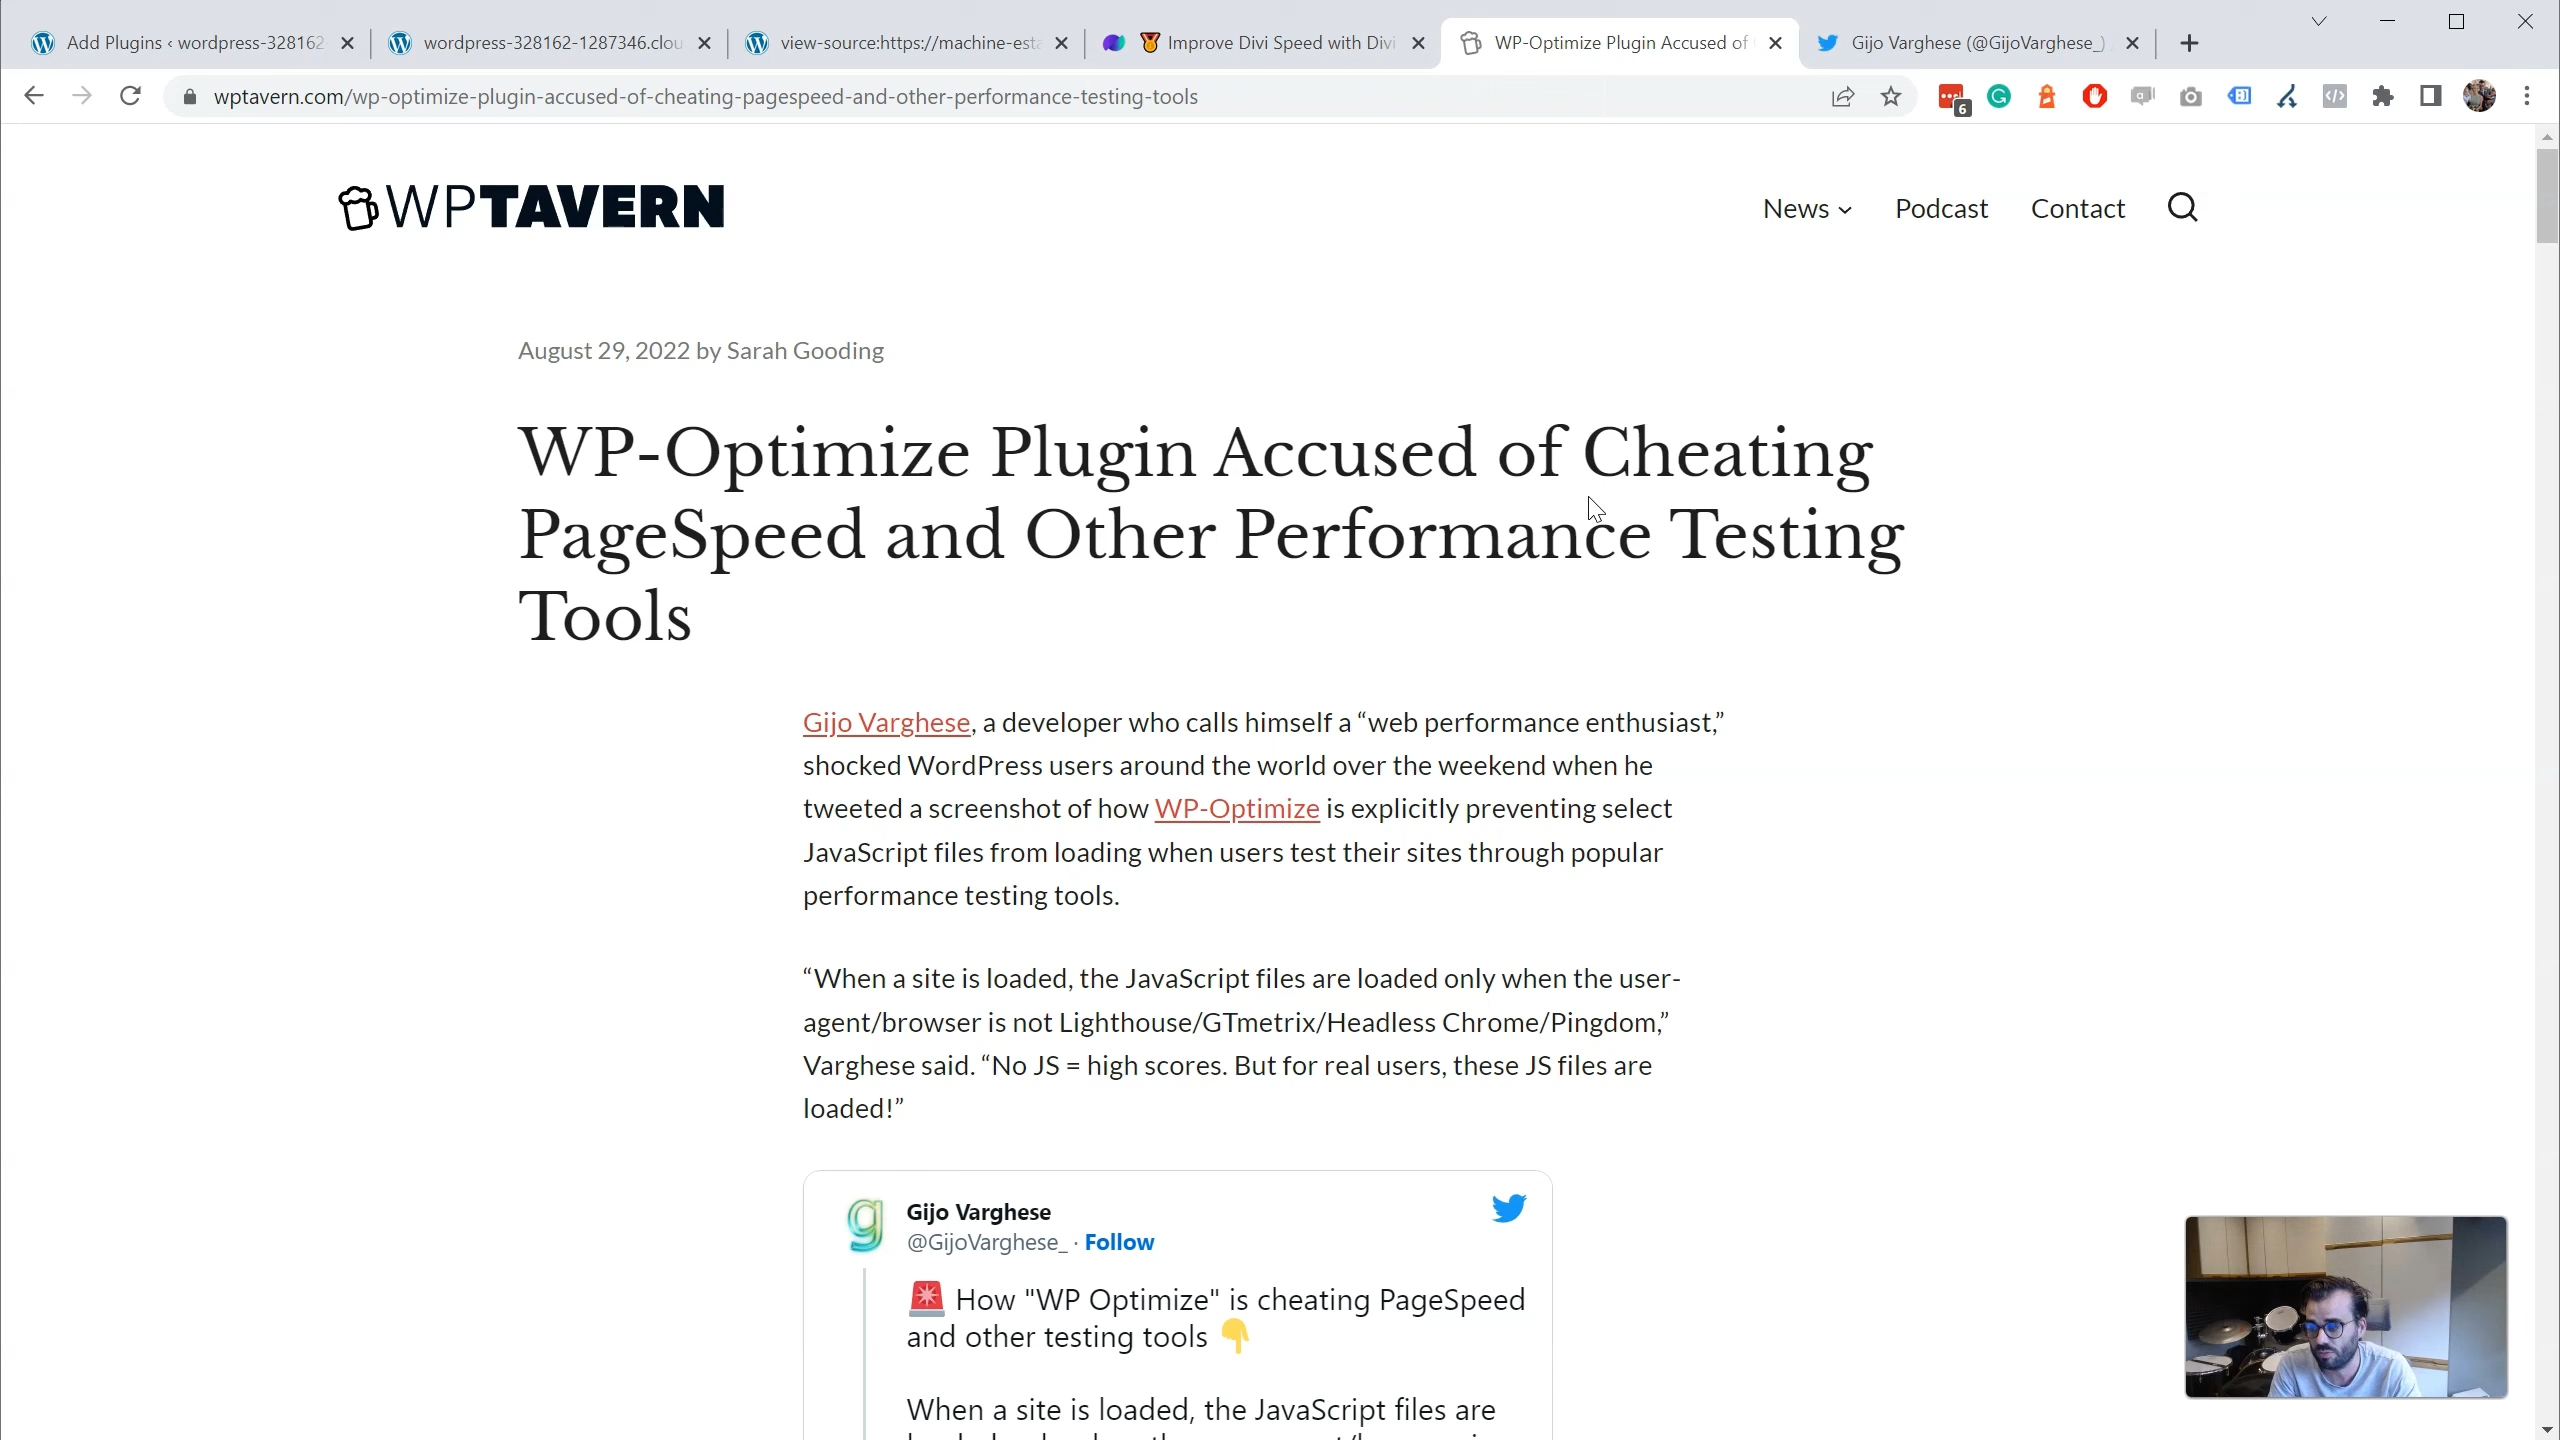 Add Plugins ‹ wordpress-328162
wordpress-328162-1287346.clou
view-source:https://machine-esta
Improve Divi Speed with Divi
WP-Optimize Plugin Accused of
Gijo Varghese (@GijoVarghese_)
wptavern.com/wp-optimize-plugin-accused-of-cheating-pagespeed-and-other-performance-testing-tools
6
WPTAVERN
News
Podcast
Contact
August 29, 2022 by Sarah Gooding
WP-Optimize Plugin Accused of Cheating
PageSpeed and Other Performance Testing
Tools
Gijo Varghese, a developer who calls himself a “web performance enthusiast,”
shocked WordPress users around the world over the weekend when he
tweeted a screenshot of how WP-Optimize is explicitly preventing select
JavaScript files from loading when users test their sites through popular
performance testing tools.
“When a site is loaded, the JavaScript files are loaded only when the user-
agent/browser is not Lighthouse/GTmetrix/Headless Chrome/Pingdom,”
Varghese said. “No JS = high scores. But for real users, these JS files are
loaded!”
Gijo Varghese
@GijoVarghese_ · Follow
How "WP Optimize" is cheating PageSpeed
and other testing tools
When a site is loaded, the JavaScript files are